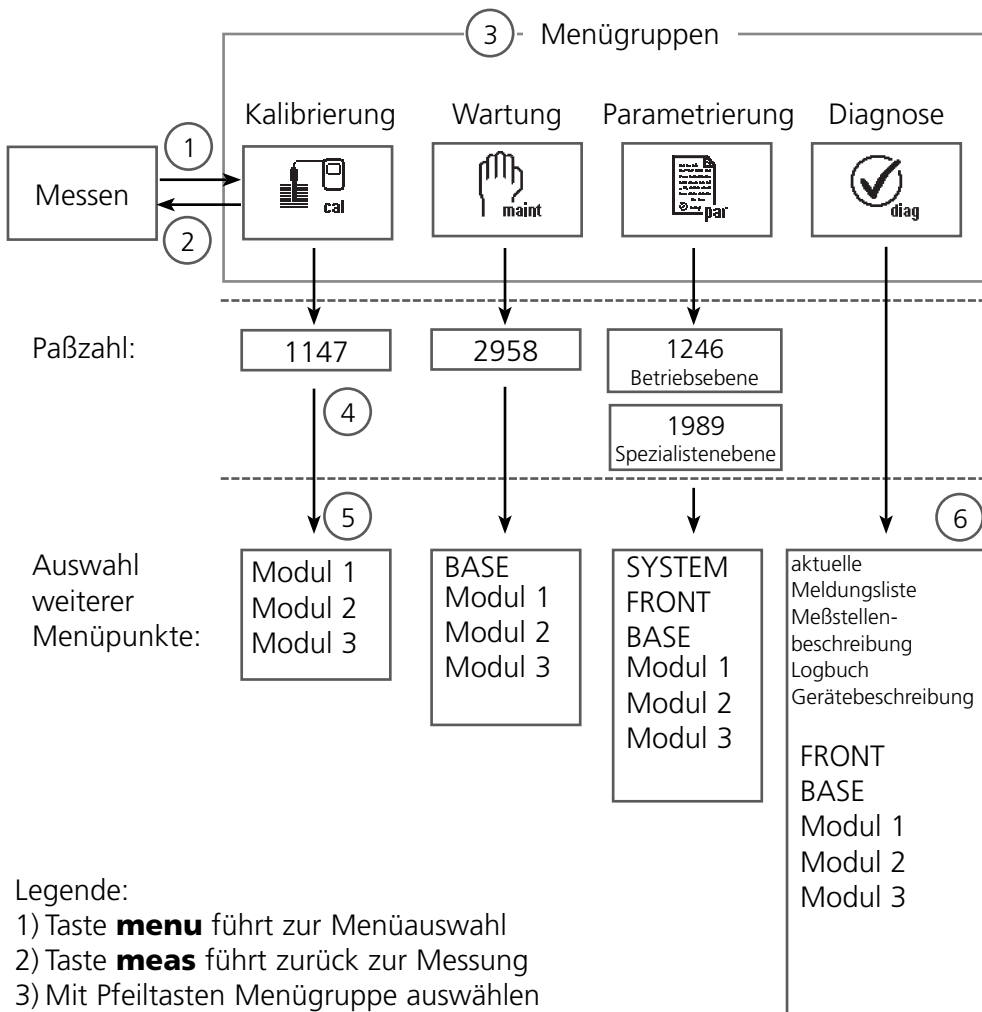 3 Menügruppen
Kalibrierung Wartung Parametrierung Diagnose
1
Messen
cal maint par diag
2
Paßzahl:
1147 2958 1246
Betriebsebene
4
1989
Spezialistenebene
5
6
Auswahl
weiterer
Menüpunkte:
Modul 1
Modul 2
Modul 3
BASE
Modul 1
Modul 2
Modul 3
SYSTEM
FRONT
BASE
Modul 1
Modul 2
Modul 3
aktuelle
Meldungsliste
Meßstellen-
beschreibung
Logbuch
Gerätebeschreibung
FRONT
BASE
Modul 1
Modul 2
Modul 3
Legende:
1) Taste menu führt zur Menüauswahl
2) Taste meas führt zurück zur Messung
3) Mit Pfeiltasten Menügruppe auswählen